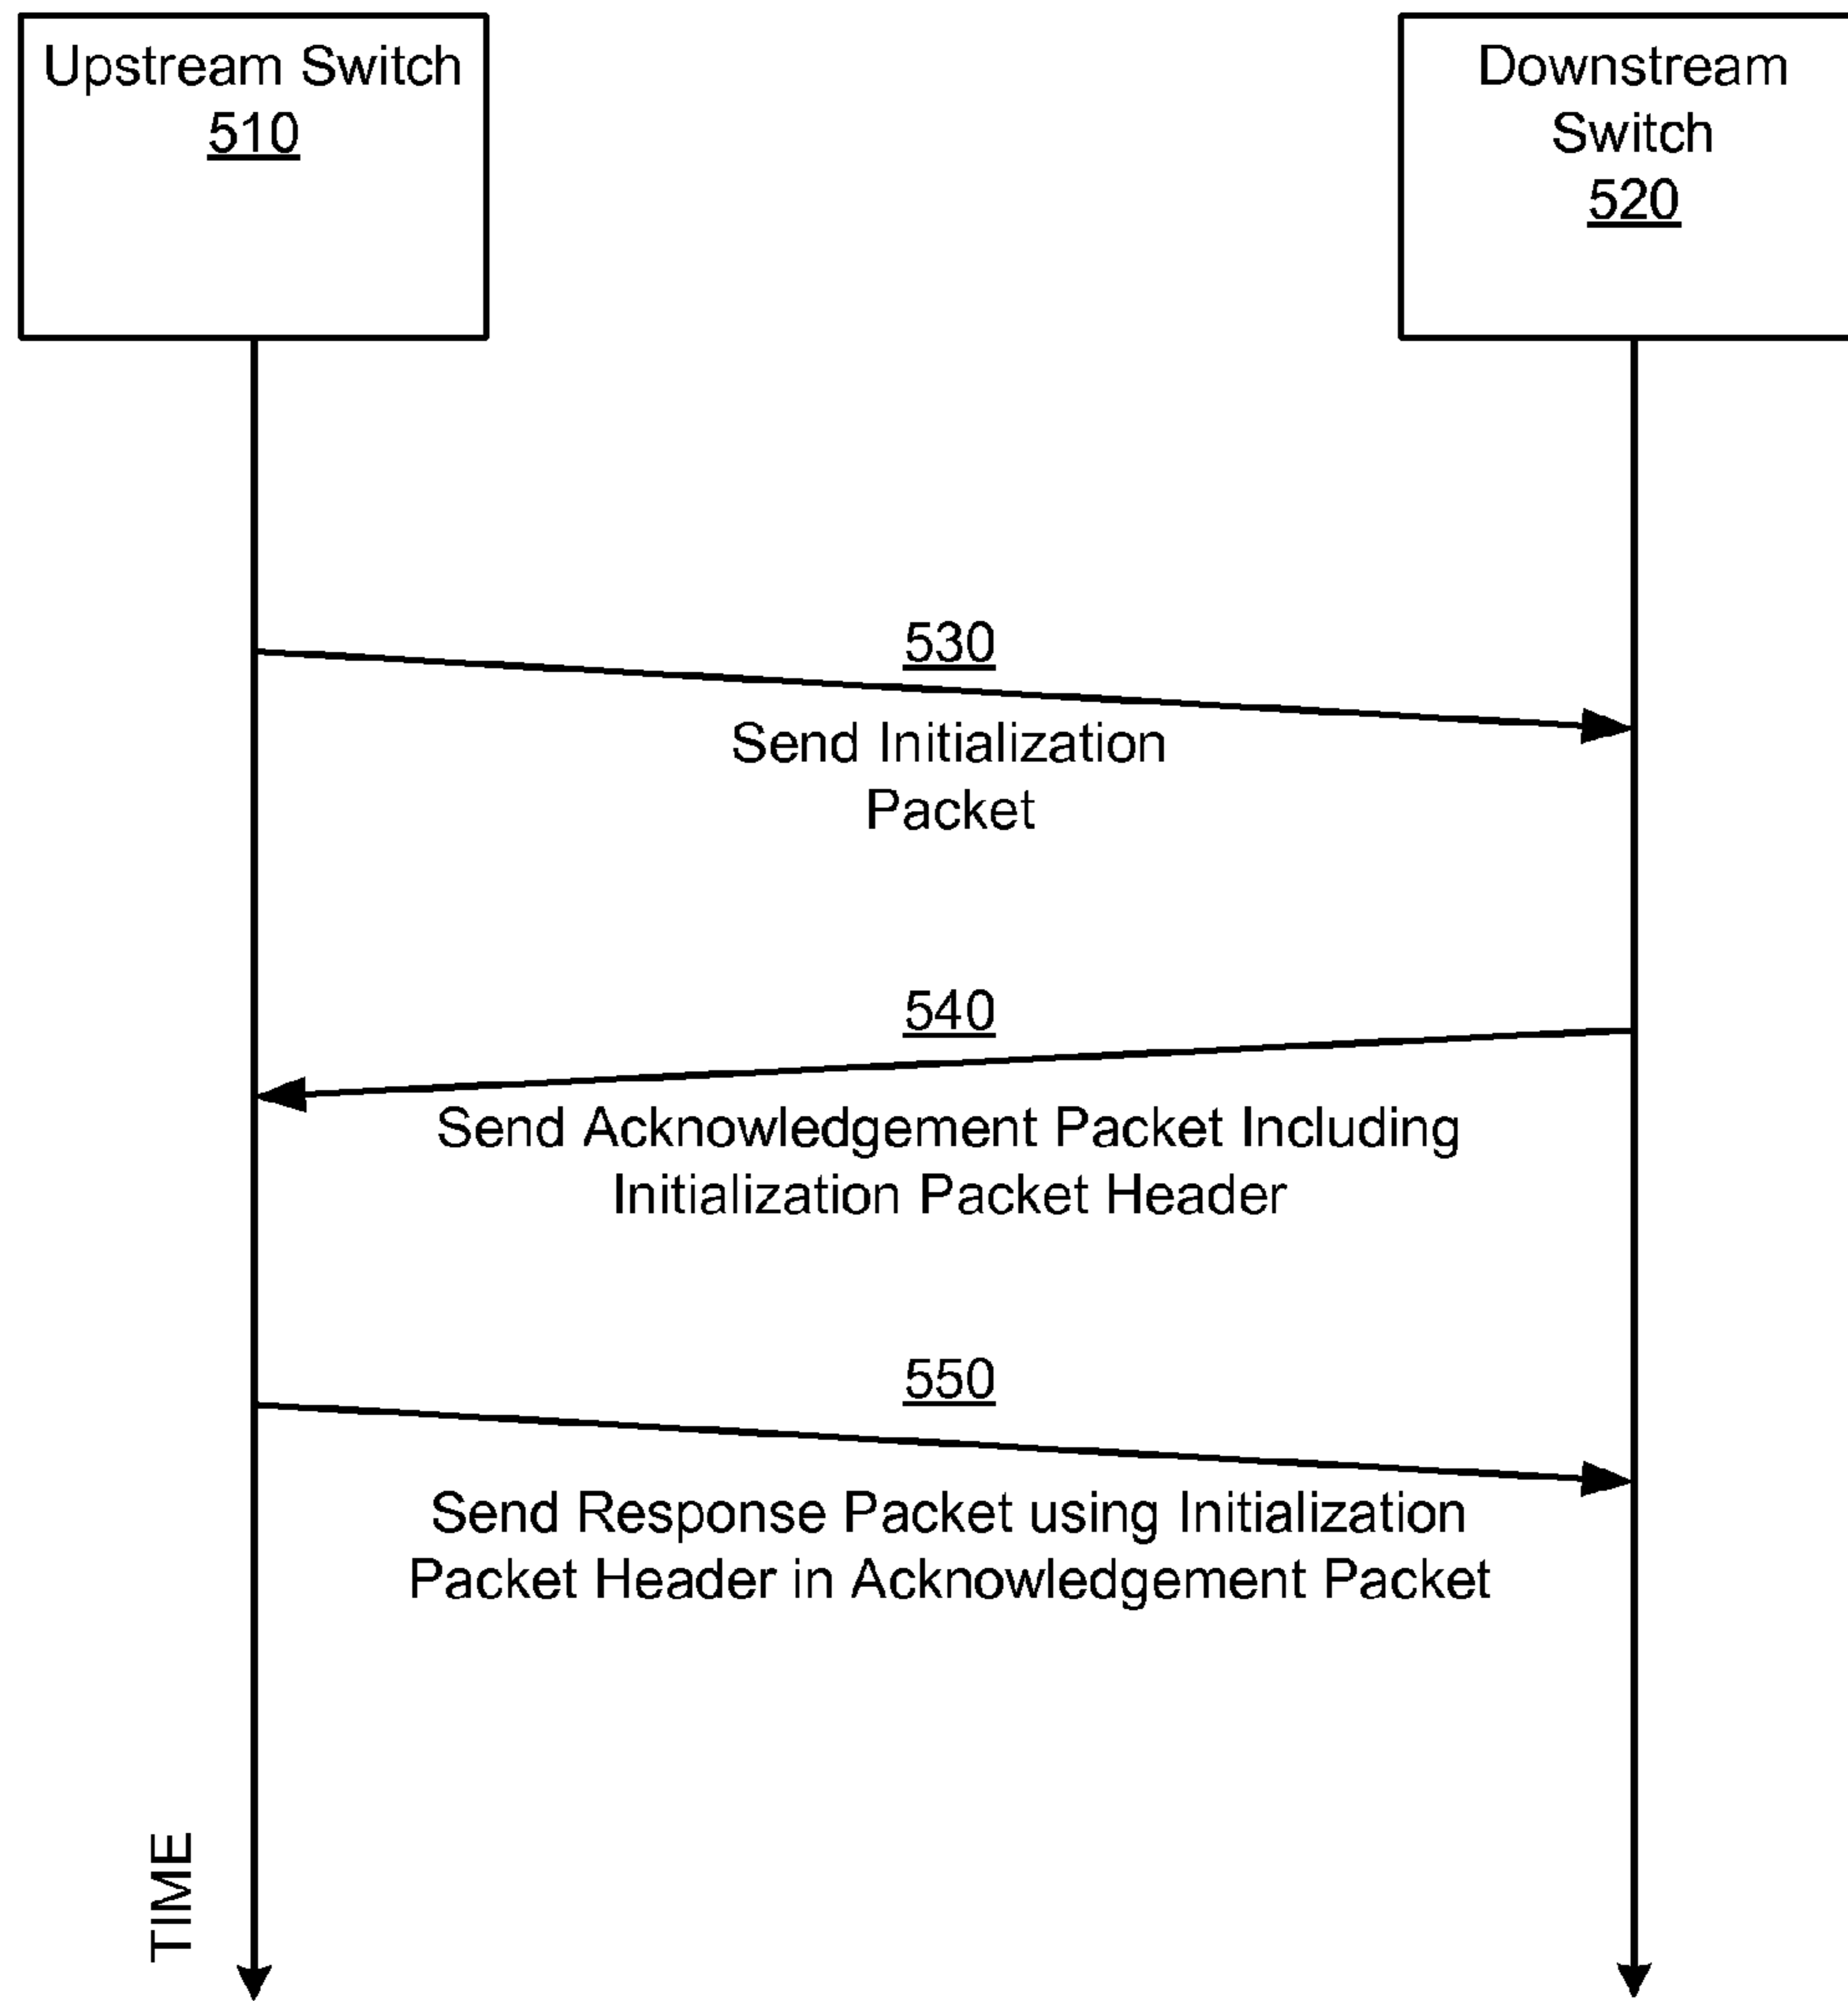 Upstream Switch
510
Downstream
Switch
520
530
Send Initialization
Packet
540
Send Acknowledgement Packet Including
Initialization Packet Header
550
Send Response Packet using Initialization
Packet Header in Acknowledgement Packet
TIME